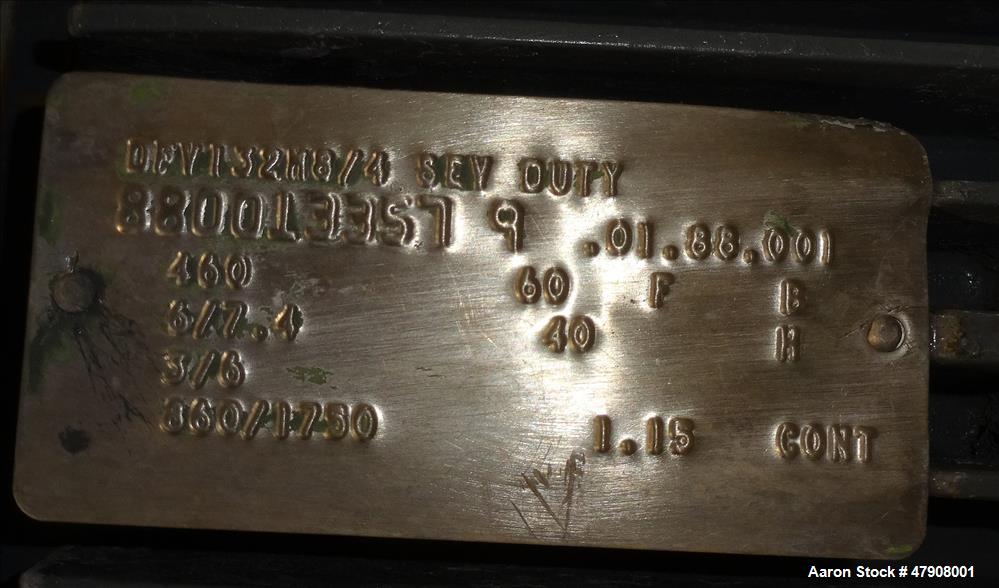 DFV132M8/4 SEV DUTY
880013357 9 .01.88.001
460 60 F B
6/7.4 40 H
3/6
860/1750 1.15 CONT
Aaron Stock # 47908001